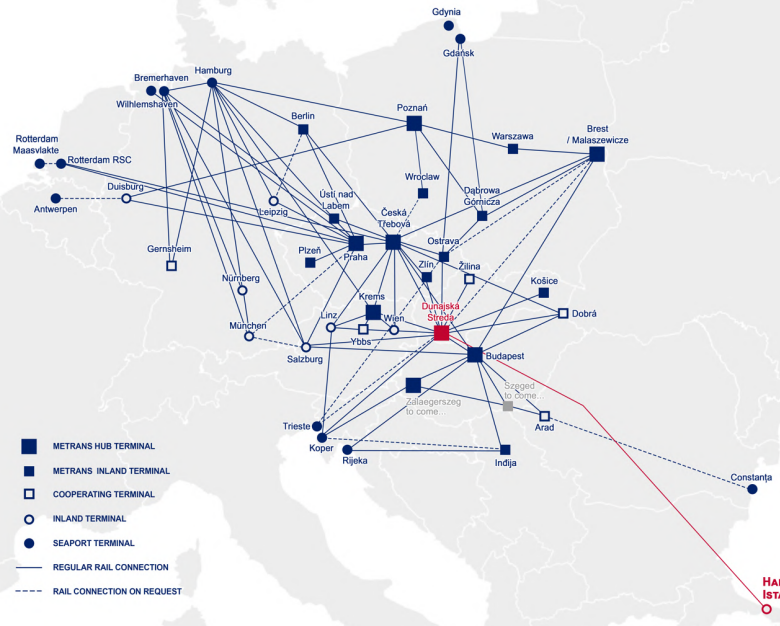 Gdynia
Gdańsk
Bremerhaven
Hamburg
Wilhlemshaven
Berlin
Poznań
Warszawa
Brest
/ Malaszewicze
Rotterdam
Maasvlakte
Rotterdam RSC
Duisburg
Antwerpen
Leipzig
Ústí nad
Labem
Wroclaw
Dąbrowa
Górnicza
Česká
Třebová
Gernsheim
Plzeň
Praha
Ostrava
Zlín
Žilina
Košice
Nürnberg
Krems
Dunajská
Streda
Dobrá
München
Linz
Wien
Ybbs
Salzburg
Budapest
Zalaegerszeg
to come...
Szeged
to come...
Arad
Trieste
Koper
Rijeka
Inđija
Constanța
METRANS HUB TERMINAL
METRANS INLAND TERMINAL
COOPERATING TERMINAL
INLAND TERMINAL
SEAPORT TERMINAL
REGULAR RAIL CONNECTION
RAIL CONNECTION ON REQUEST